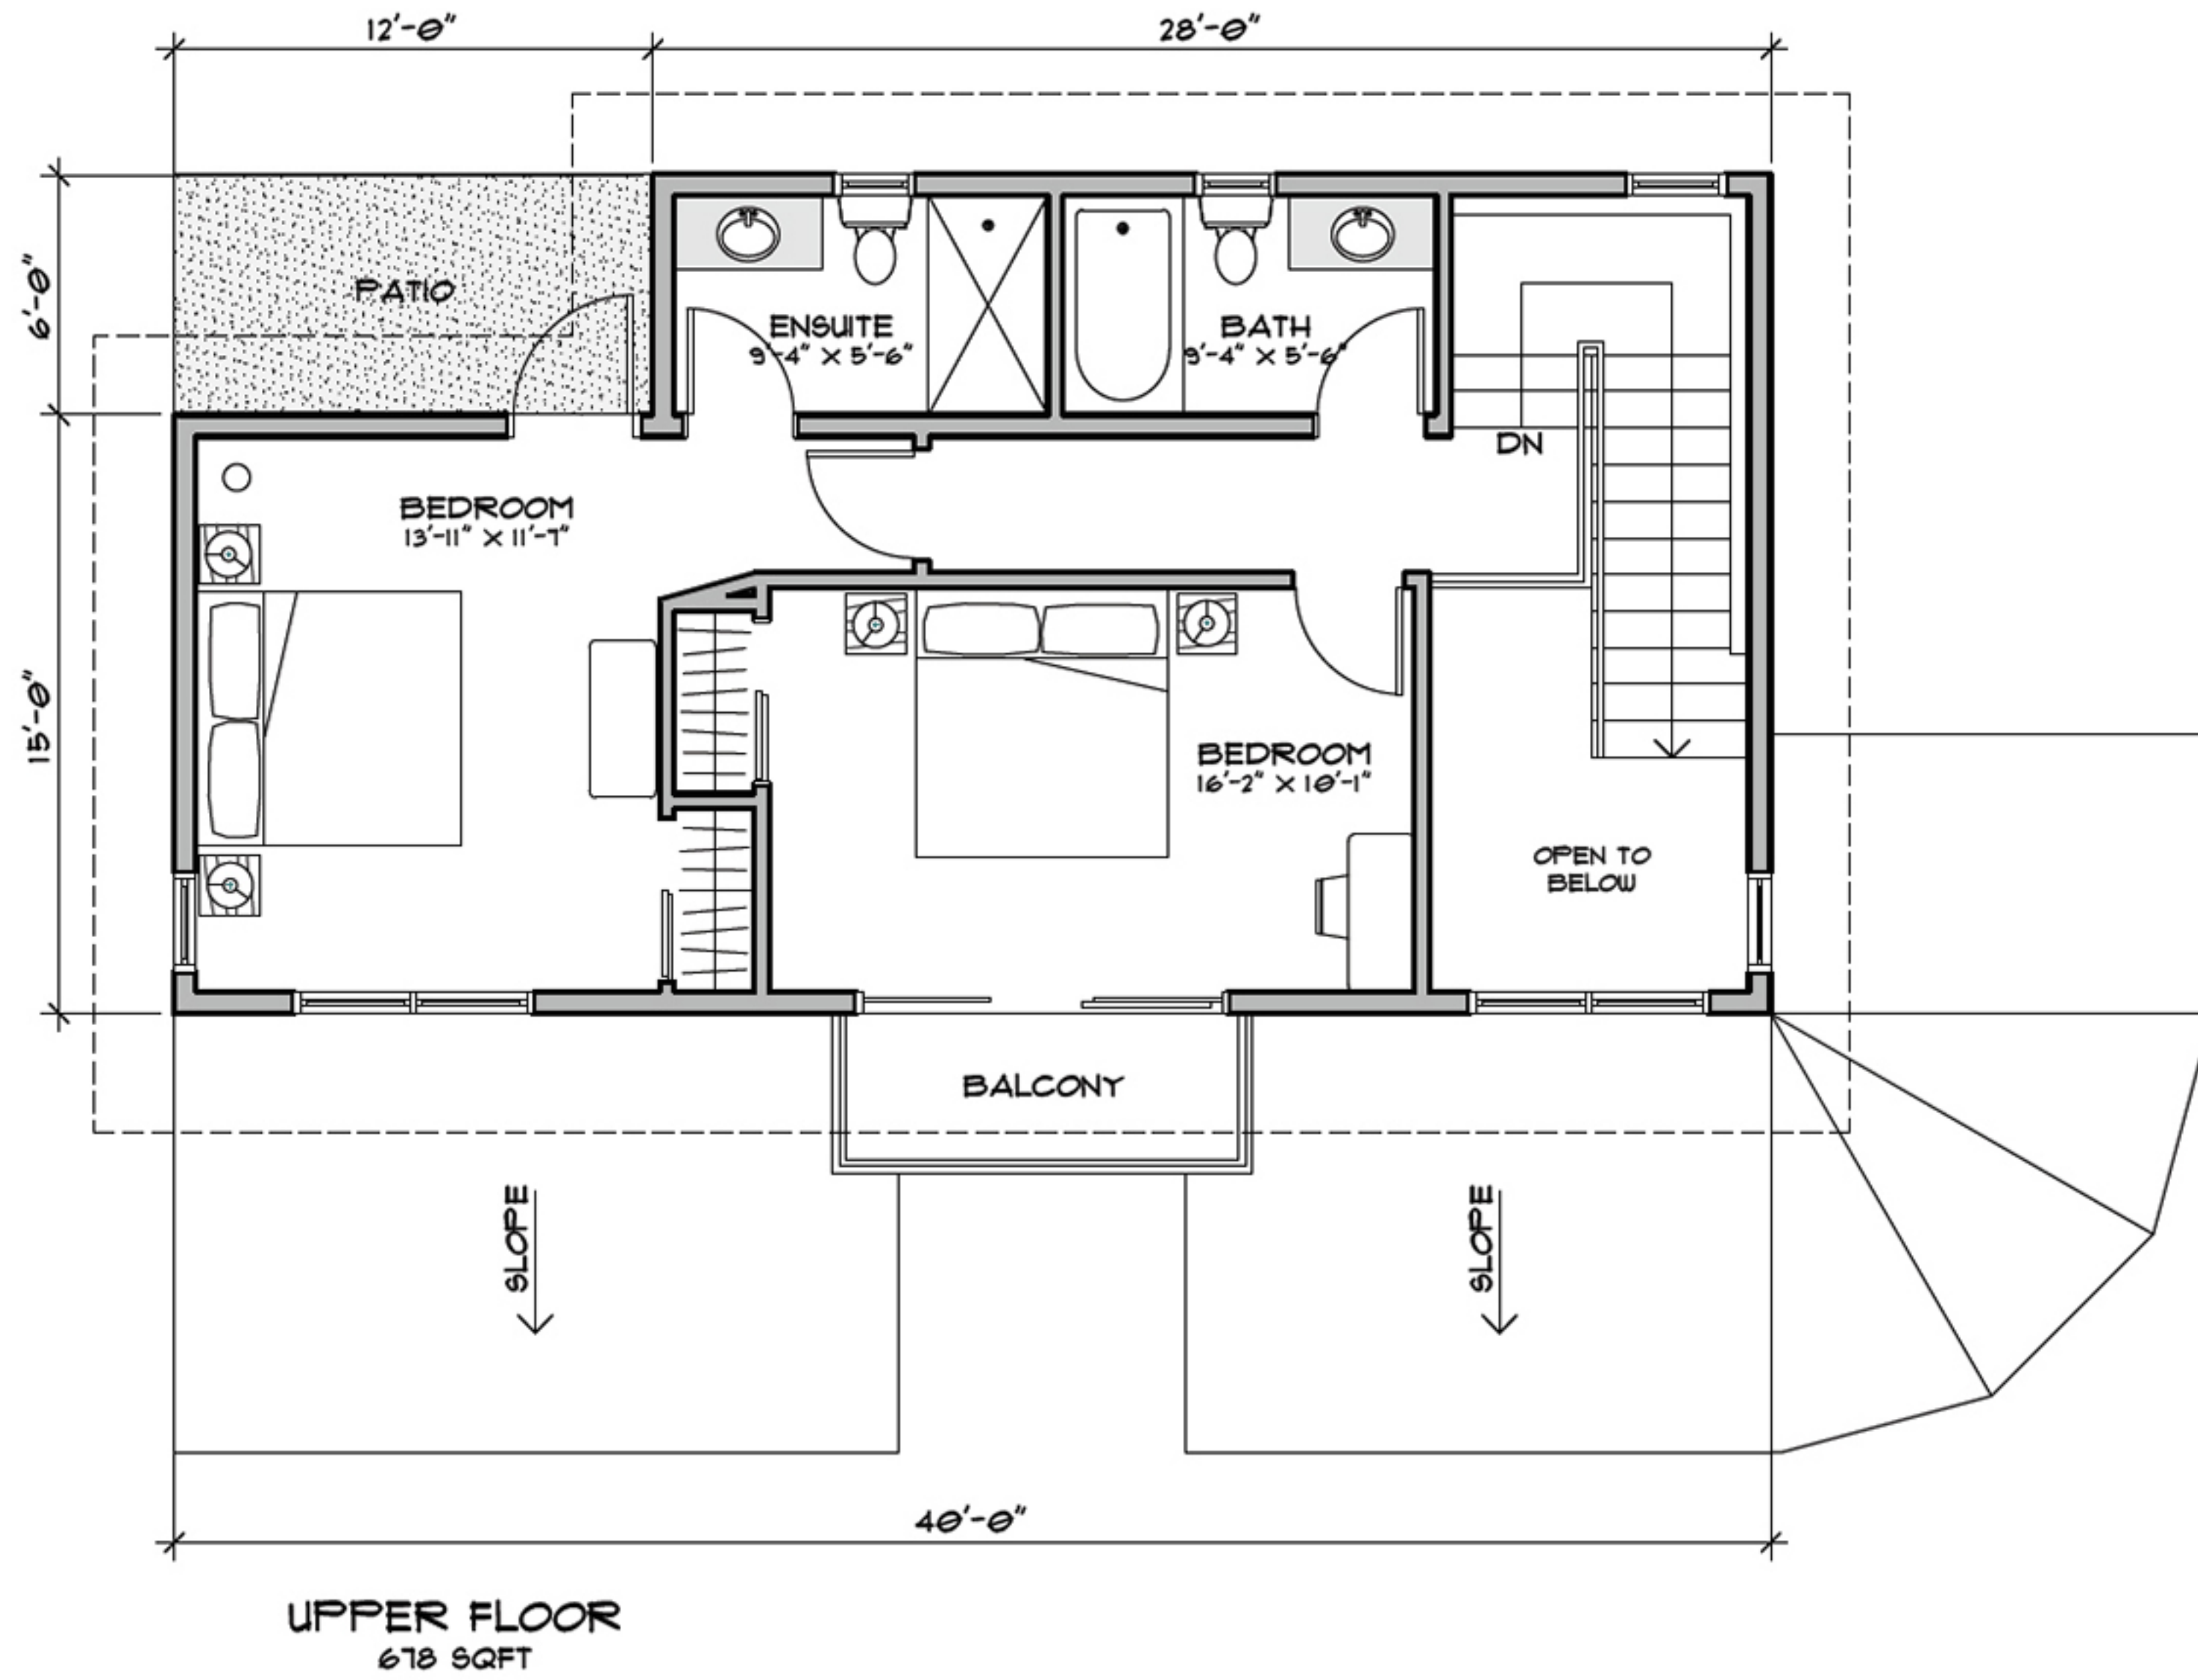 12'-0"
28'-0"
6'-0"
PATIO
ENSUITE
9'-4" X 5'-6"
BATH
9'-4" X 5'-6"
DN
BEDROOM
13'-11" X 11'-7"
15'-0"
BEDROOM
16'-2" X 10'-1"
OPEN TO
BELOW
BALCONY
SLOPE
SLOPE
40'-0"
UPPER FLOOR
678 SQFT